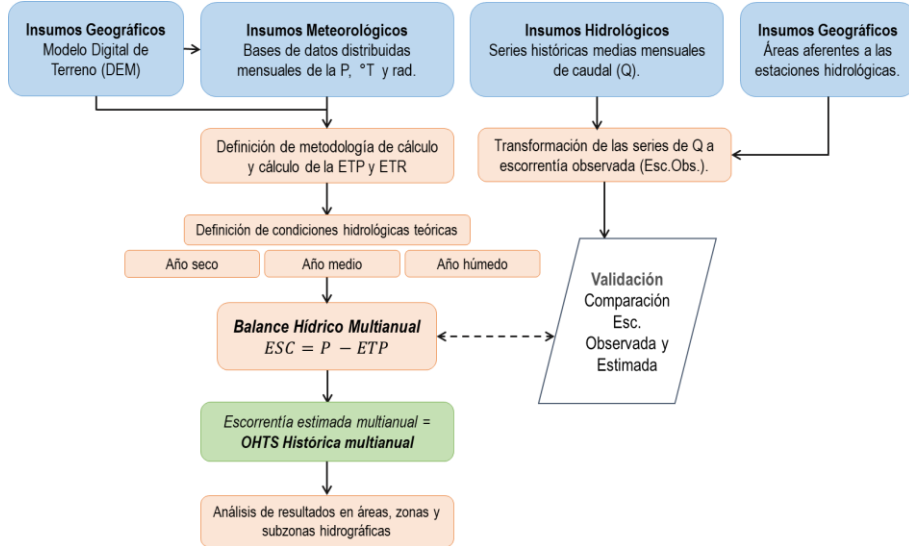 Insumos Geográficos
Modelo Digital de
Terreno (DEM)
Insumos Meteorológicos
Bases de datos distribuidas
mensuales de la P, °T y rad.
Insumos Hidrológicos
Series históricas medias mensuales
de caudal (Q).
Insumos Geográficos
Áreas aferentes a las
estaciones hidrológicas.
Definición de metodología de cálculo
y cálculo de la ETP y ETR
Transformación de las series de Q a
escorrentía observada (Esc.Obs.).
Definición de condiciones hidrológicas teóricas
Año seco
Año medio
Año húmedo
Balance Hídrico Multianual
ESC = P − ETP
Validación
Comparación
Esc.
Observada y
Estimada
Escorrentía estimada multianual =
OHTS Histórica multianual
Análisis de resultados en áreas, zonas y
subzonas hidrográficas